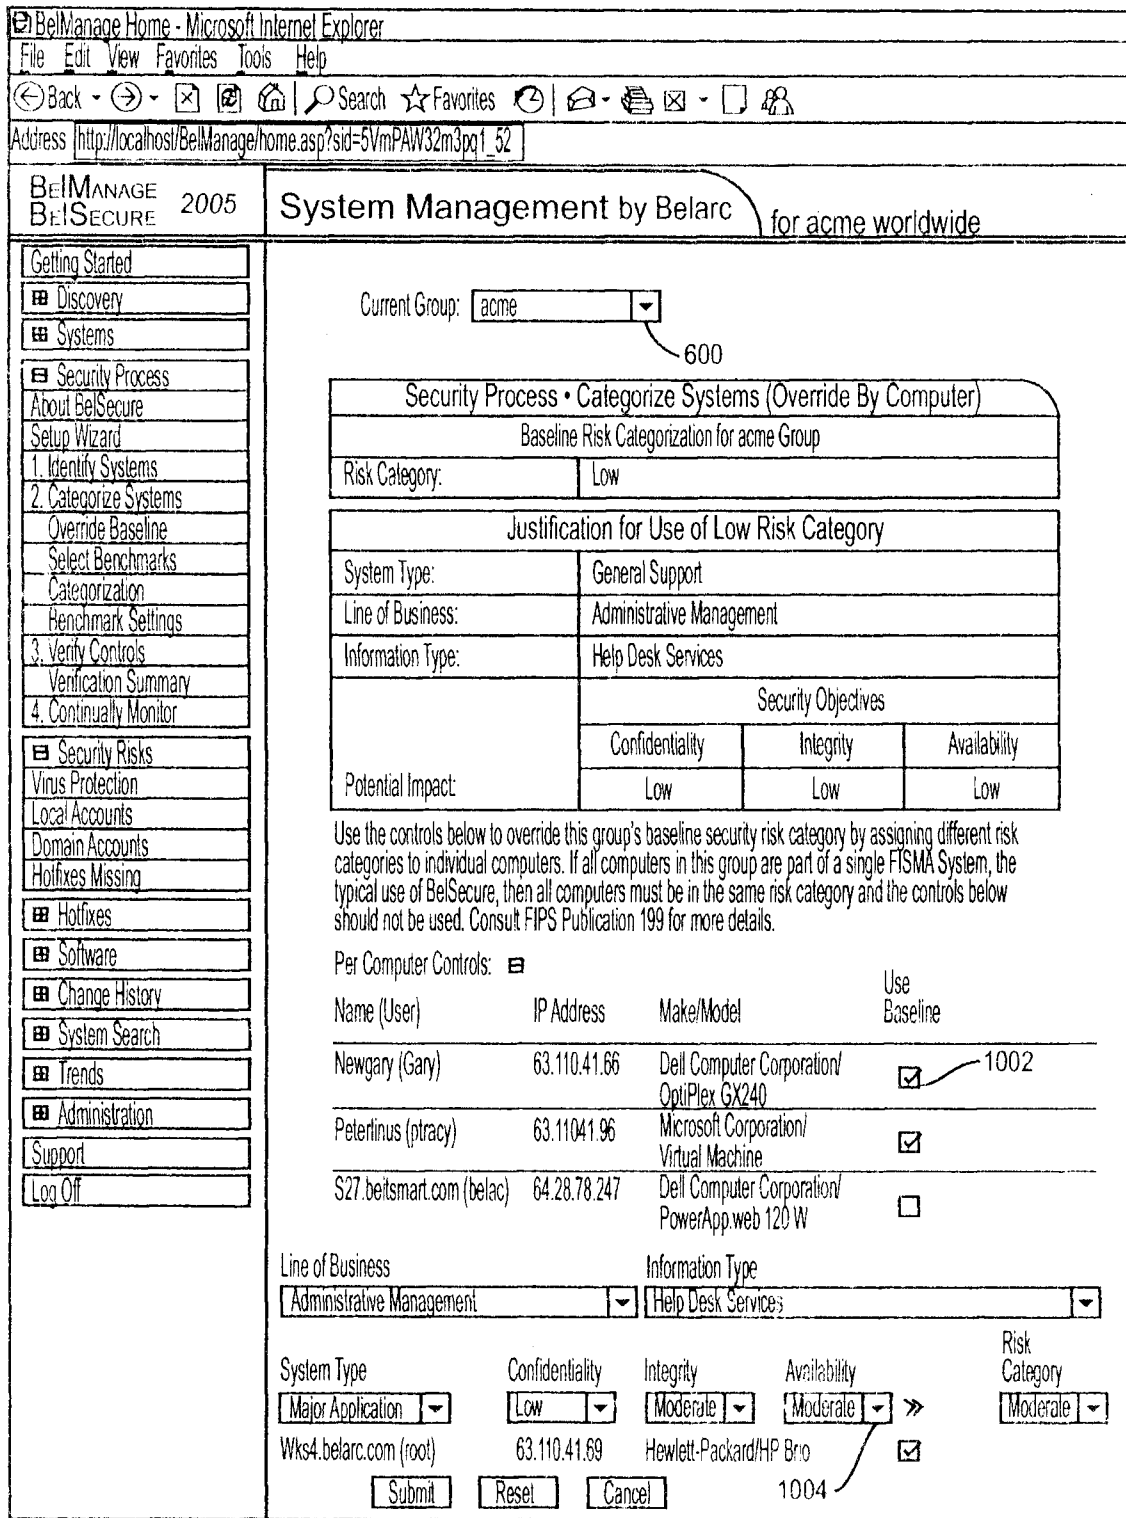 BelManage Home - Microsoft Internet Explorer
File Edit View Favorites Tools Help
Back Search Favorites
Address http://localhost/BelManage/home.asp?sid=5VmPAW32m3pq1_52
BELMANAGE
BELSECURE 2005
System Management by Belarc for acme worldwide
Getting Started
Discovery
Systems
Security Process
About BelSecure
Setup Wizard
1. Identify Systems
2. Categorize Systems
Override Baseline
Select Benchmarks
Categorization
Benchmark Settings
3. Verify Controls
Verification Summary
4. Continually Monitor
Security Risks
Virus Protection
Local Accounts
Domain Accounts
Hotfixes Missing
Hotfixes
Software
Change History
System Search
Trends
Administration
Support
Log Off
Current Group: acme
600
Security Process • Categorize Systems (Override By Computer)
Baseline Risk Categorization for acme Group
Risk Category: Low
Justification for Use of Low Risk Category
System Type: General Support
Line of Business: Administrative Management
Information Type: Help Desk Services
Security Objectives
Confidentiality Integrity Availability
Potential Impact: Low Low Low
Use the controls below to override this group's baseline security risk category by assigning different risk
categories to individual computers. If all computers in this group are part of a single FISMA System, the
typical use of BelSecure, then all computers must be in the same risk category and the controls below
should not be used. Consult FIPS Publication 199 for more details.
Per Computer Controls:
Use
Name (User) IP Address Make/Model Baseline
Newgary (Gary) 63.110.41.66 Dell Computer Corporation/
OptiPlex GX240
1002
Peterlinus (ptracy) 63.11041.96 Microsoft Corporation/
Virtual Machine
S27.beitsmart.com (belac) 64.28.78.247 Dell Computer Corporation/
PowerApp.web 120 W
Line of Business Information Type
Administrative Management Help Desk Services
Risk
System Type Confidentiality Integrity Availability Category
Major Application Low Moderate Moderate » Moderate
Wks4.belarc.com (root) 63.110.41.69 Hewlett-Packard/HP Brio
Submit Reset Cancel 1004